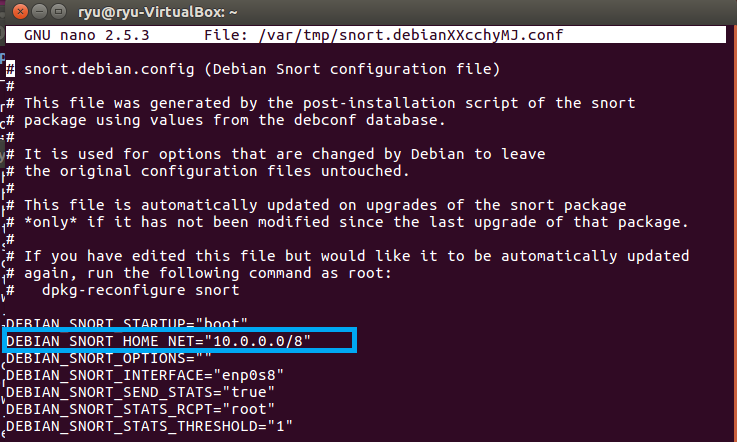 ryu@ryu-VirtualBox: ~
GNU nano 2.5.3 File: /var/tmp/snort.debianXXcchyMJ.conf
# snort.debian.config (Debian Snort configuration file)
#
# This file was generated by the post-installation script of the snort
# package using values from the debconf database.
#
# It is used for options that are changed by Debian to leave
# the original configuration files untouched.
#
# This file is automatically updated on upgrades of the snort package
# *only* if it has not been modified since the last upgrade of that package.
#
# If you have edited this file but would like it to be automatically updated
# again, run the following command as root:
#   dpkg-reconfigure snort
DEBIAN_SNORT_STARTUP="boot"
DEBIAN_SNORT_HOME_NET="10.0.0.0/8"
DEBIAN_SNORT_OPTIONS=""
DEBIAN_SNORT_INTERFACE="enp0s8"
DEBIAN_SNORT_SEND_STATS="true"
DEBIAN_SNORT_STATS_RCPT="root"
DEBIAN_SNORT_STATS_THRESHOLD="1"